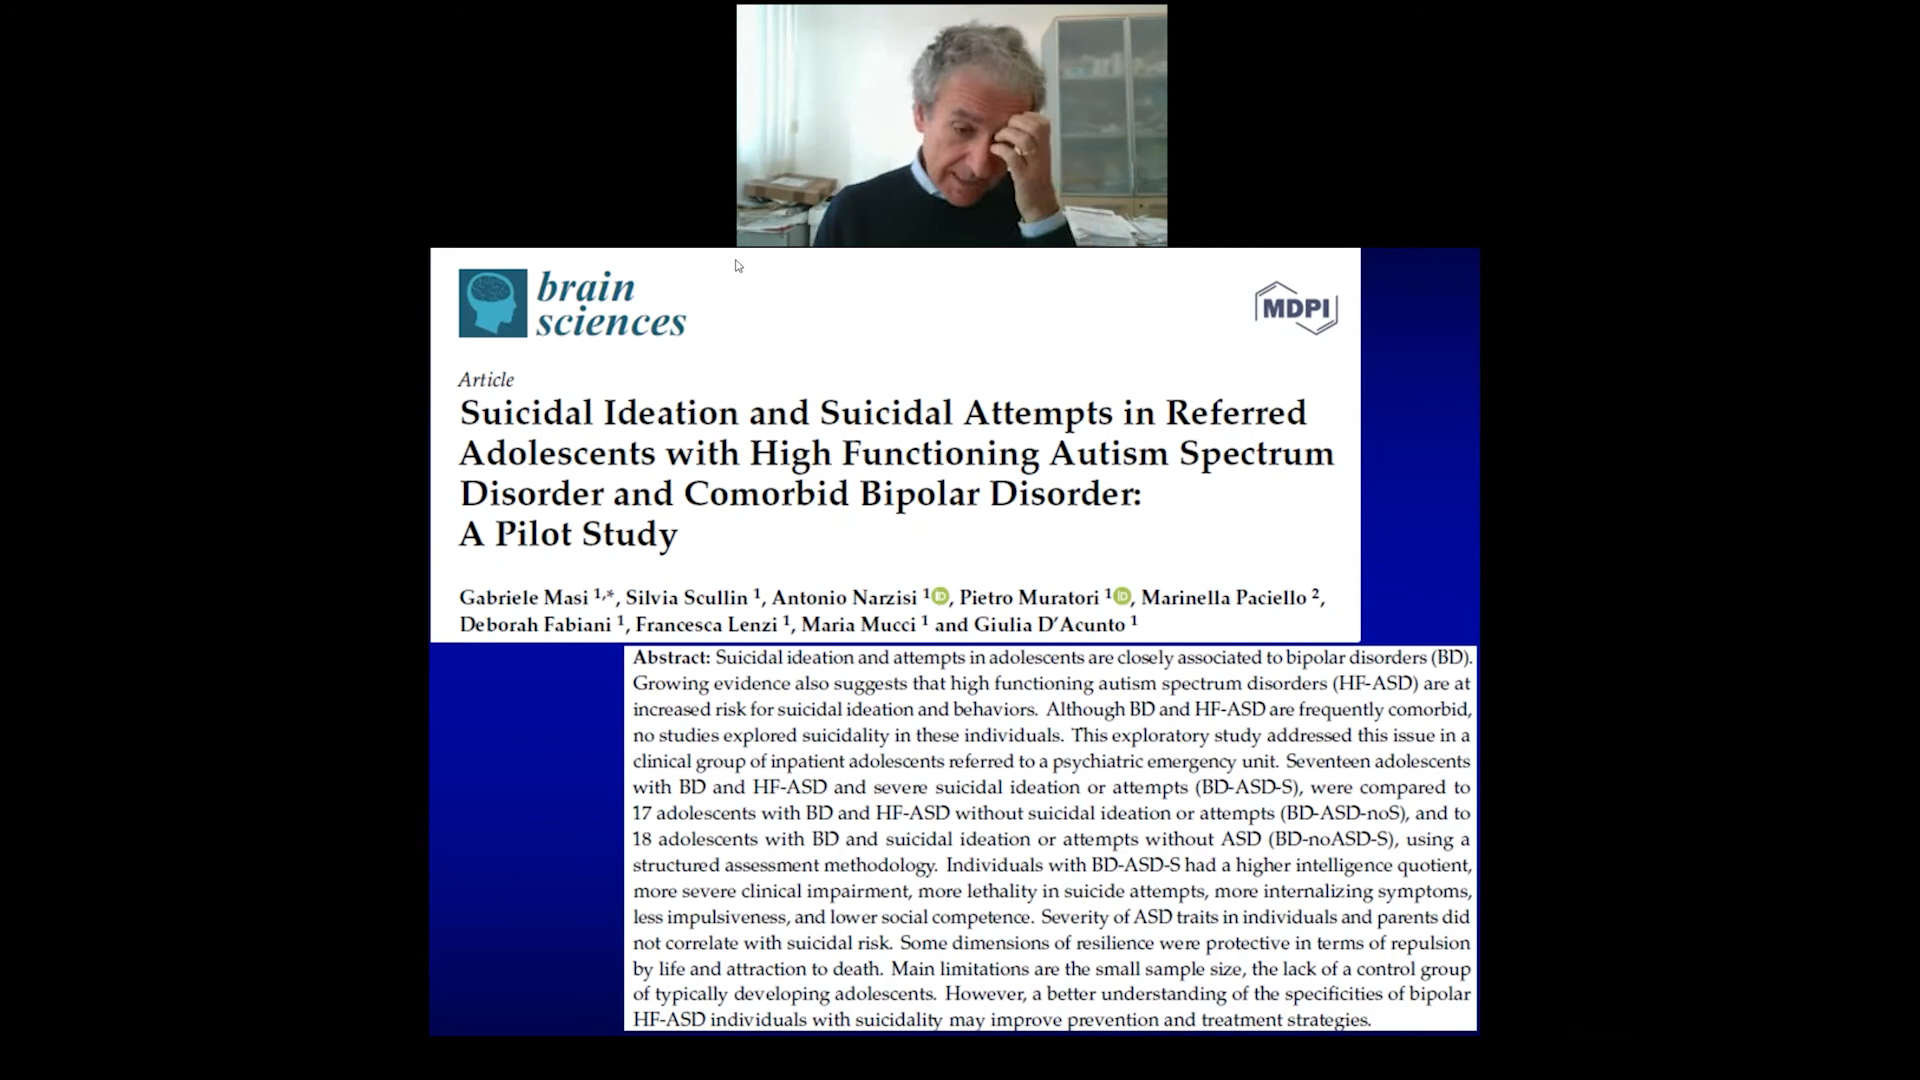 brain
sciences
MDPI
Article
Suicidal Ideation and Suicidal Attempts in Referred
Adolescents with High Functioning Autism Spectrum
Disorder and Comorbid Bipolar Disorder:
A Pilot Study
Gabriele Masi 1,*, Silvia Scullin 1, Antonio Narzisi 1 iD, Pietro Muratori 1 iD, Marinella Paciello 2,
Deborah Fabiani 1, Francesca Lenzi 1, Maria Mucci 1 and Giulia D'Acunto 1
Abstract: Suicidal ideation and attempts in adolescents are closely associated to bipolar disorders (BD).
Growing evidence also suggests that high functioning autism spectrum disorders (HF-ASD) are at
increased risk for suicidal ideation and behaviors. Although BD and HF-ASD are frequently comorbid,
no studies explored suicidality in these individuals. This exploratory study addressed this issue in a
clinical group of inpatient adolescents referred to a psychiatric emergency unit. Seventeen adolescents
with BD and HF-ASD and severe suicidal ideation or attempts (BD-ASD-S), were compared to
17 adolescents with BD and HF-ASD without suicidal ideation or attempts (BD-ASD-noS), and to
18 adolescents with BD and suicidal ideation or attempts without ASD (BD-noASD-S), using a
structured assessment methodology. Individuals with BD-ASD-S had a higher intelligence quotient,
more severe clinical impairment, more lethality in suicide attempts, more internalizing symptoms,
less impulsiveness, and lower social competence. Severity of ASD traits in individuals and parents did
not correlate with suicidal risk. Some dimensions of resilience were protective in terms of repulsion
by life and attraction to death. Main limitations are the small sample size, the lack of a control group
of typically developing adolescents. However, a better understanding of the specificities of bipolar
HF-ASD individuals with suicidality may improve prevention and treatment strategies.